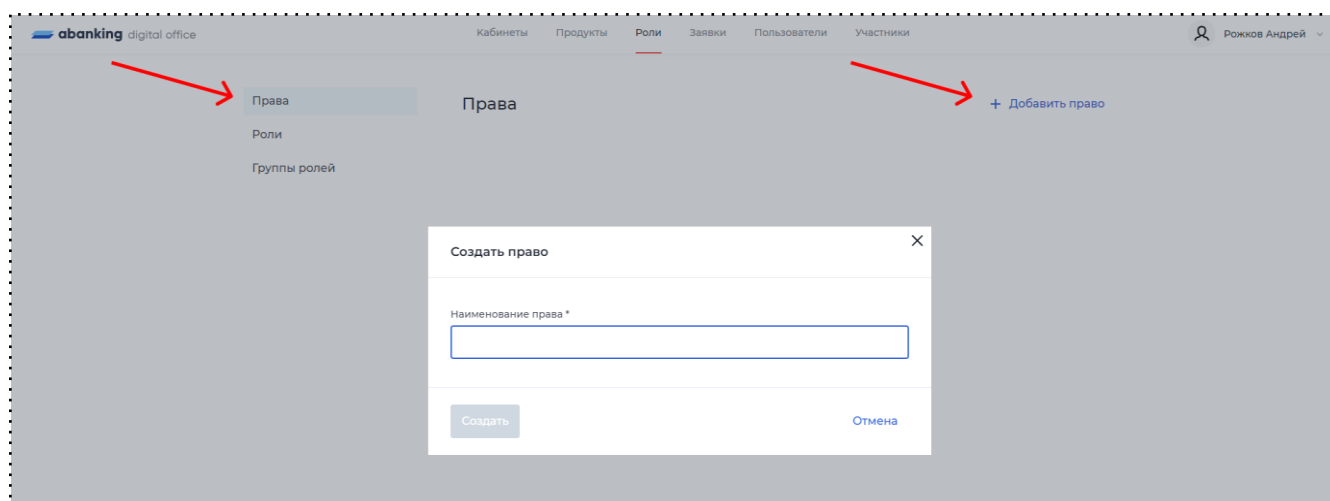 abanking digital office Кабинеты Продукты Роли Заявки Пользователи Участники Рожков Андрей
Права Права + Добавить право
Роли
Группы ролей
Создать право
Наименование права *
Создать Отмена